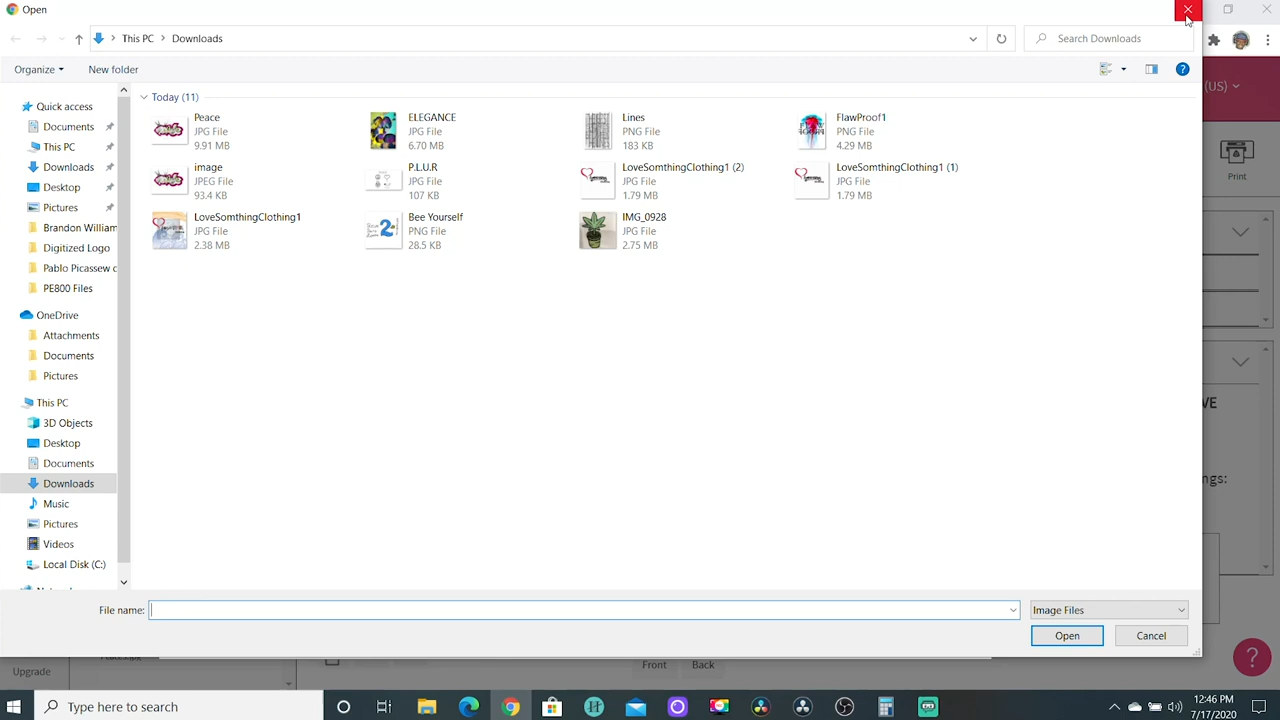 Open
This PC
Downloads
Search Downloads
Organize
New folder
(US)
Quick access
Documents
This PC
Downloads
Desktop
Pictures
Brandon William
Digitized Logo
Pablo Picassew c
PE800 Files
OneDrive
Attachments
Documents
Pictures
This PC
3D Objects
Desktop
Documents
Downloads
Music
Pictures
Videos
Local Disk (C:)
Today (11)
Peace
JPG File
9.91 MB
ELEGANCE
JPG File
6.70 MB
Lines
PNG File
183 KB
FlawProof1
PNG File
4.29 MB
image
JPEG File
93.4 KB
P.L.U.R
JPG File
107 KB
LoveSomthingClothing1 (2)
JPG File
1.79 MB
LoveSomthingClothing1 (1)
JPG File
1.79 MB
LoveSomthingClothing1
JPG File
2.38 MB
Bee Yourself
PNG File
28.5 KB
IMG_0928
JPG File
2.75 MB
Print
VE
ngs:
File name:
Image Files
Open
Cancel
Upgrade
Front
Back
?
Type here to search
12:46 PM
7/17/2020